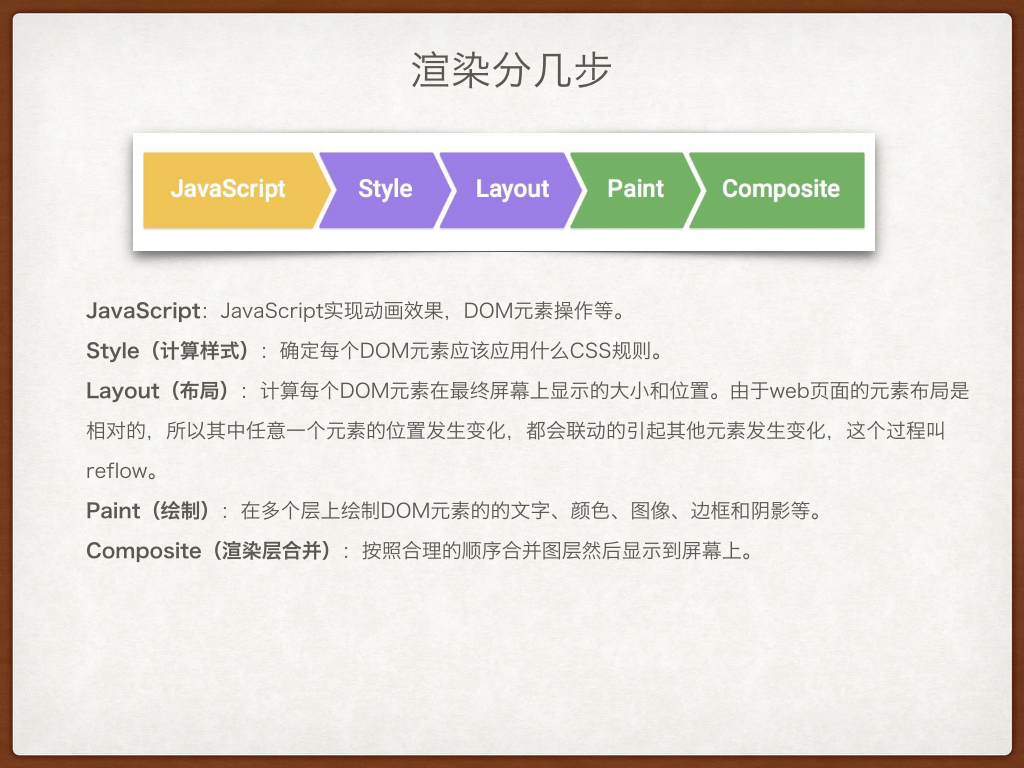 渲染分几步
JavaScript Style Layout Paint Composite
JavaScript：JavaScript实现动画效果，DOM元素操作等。
Style（计算样式）：确定每个DOM元素应该应用什么CSS规则。
Layout（布局）：计算每个DOM元素在最终屏幕上显示的大小和位置。由于web页面的元素布局是
相对的，所以其中任意一个元素的位置发生变化，都会联动的引起其他元素发生变化，这个过程叫
reflow。
Paint（绘制）：在多个层上绘制DOM元素的的文字、颜色、图像、边框和阴影等。
Composite（渲染层合并）：按照合理的顺序合并图层然后显示到屏幕上。